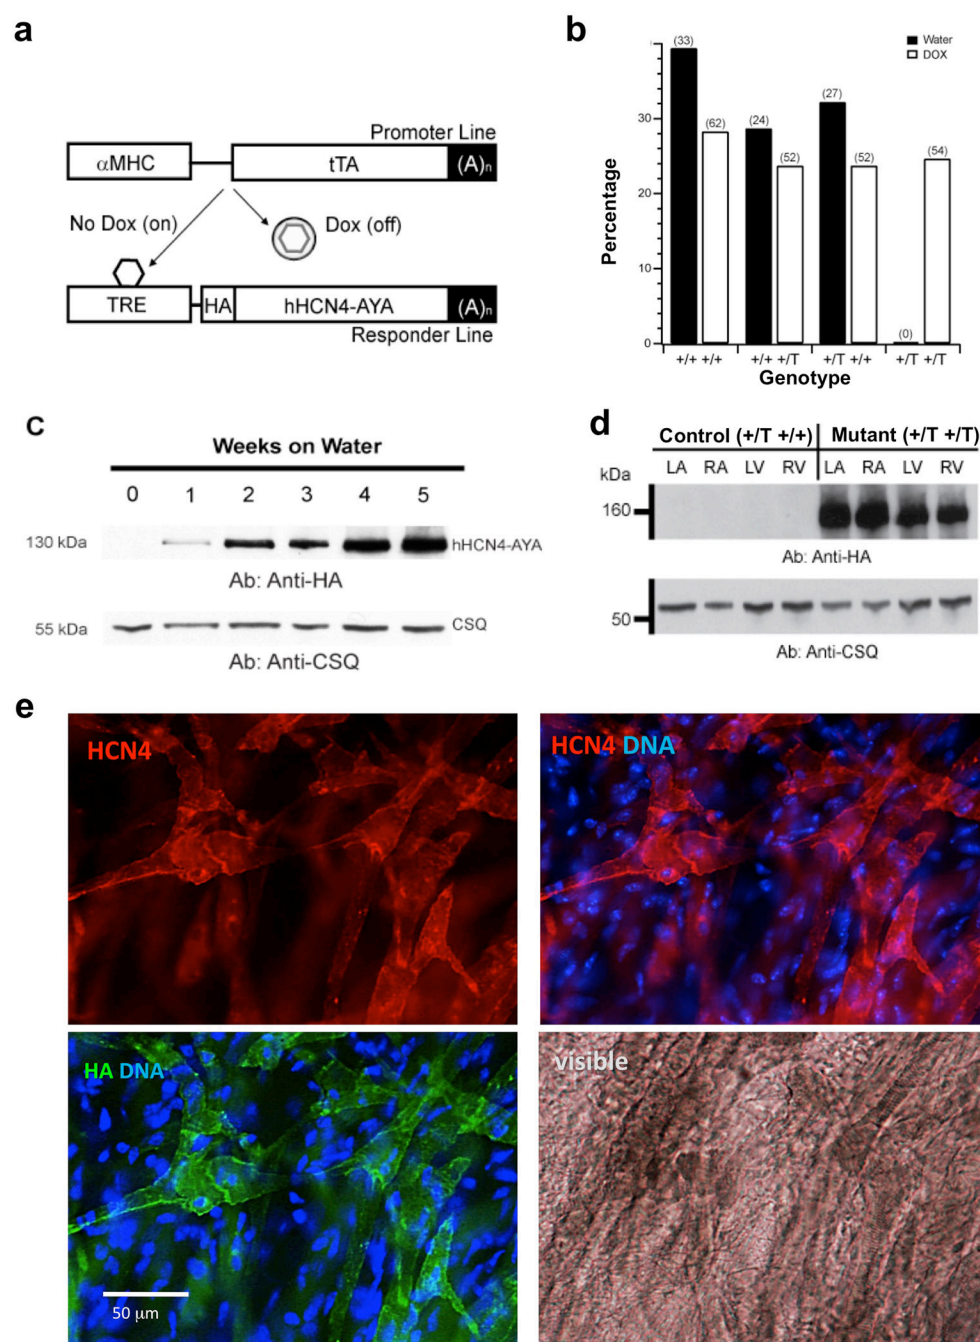 a
Promoter Line
αMHC
tTA
(A)n
No Dox (on)
Dox (off)
TRE
HA
hHCN4-AYA
(A)n
Responder Line
b
Water
DOX
(33)
(62)
(24)
(52)
(27)
(52)
(0)
(54)
30
20
10
0
Percentage
+/+ +/+
+/+ +/T
+/T +/+
+/T +/T
Genotype
c
Weeks on Water
0 1 2 3 4 5
130 kDa
hHCN4-AYA
Ab: Anti-HA
55 kDa
CSQ
Ab: Anti-CSQ
d
Control (+/T +/+) Mutant (+/T +/T)
kDa
LA RA LV RV LA RA LV RV
160
Ab: Anti-HA
50
Ab: Anti-CSQ
e
HCN4
HCN4 DNA
HA DNA
50 µm
visible